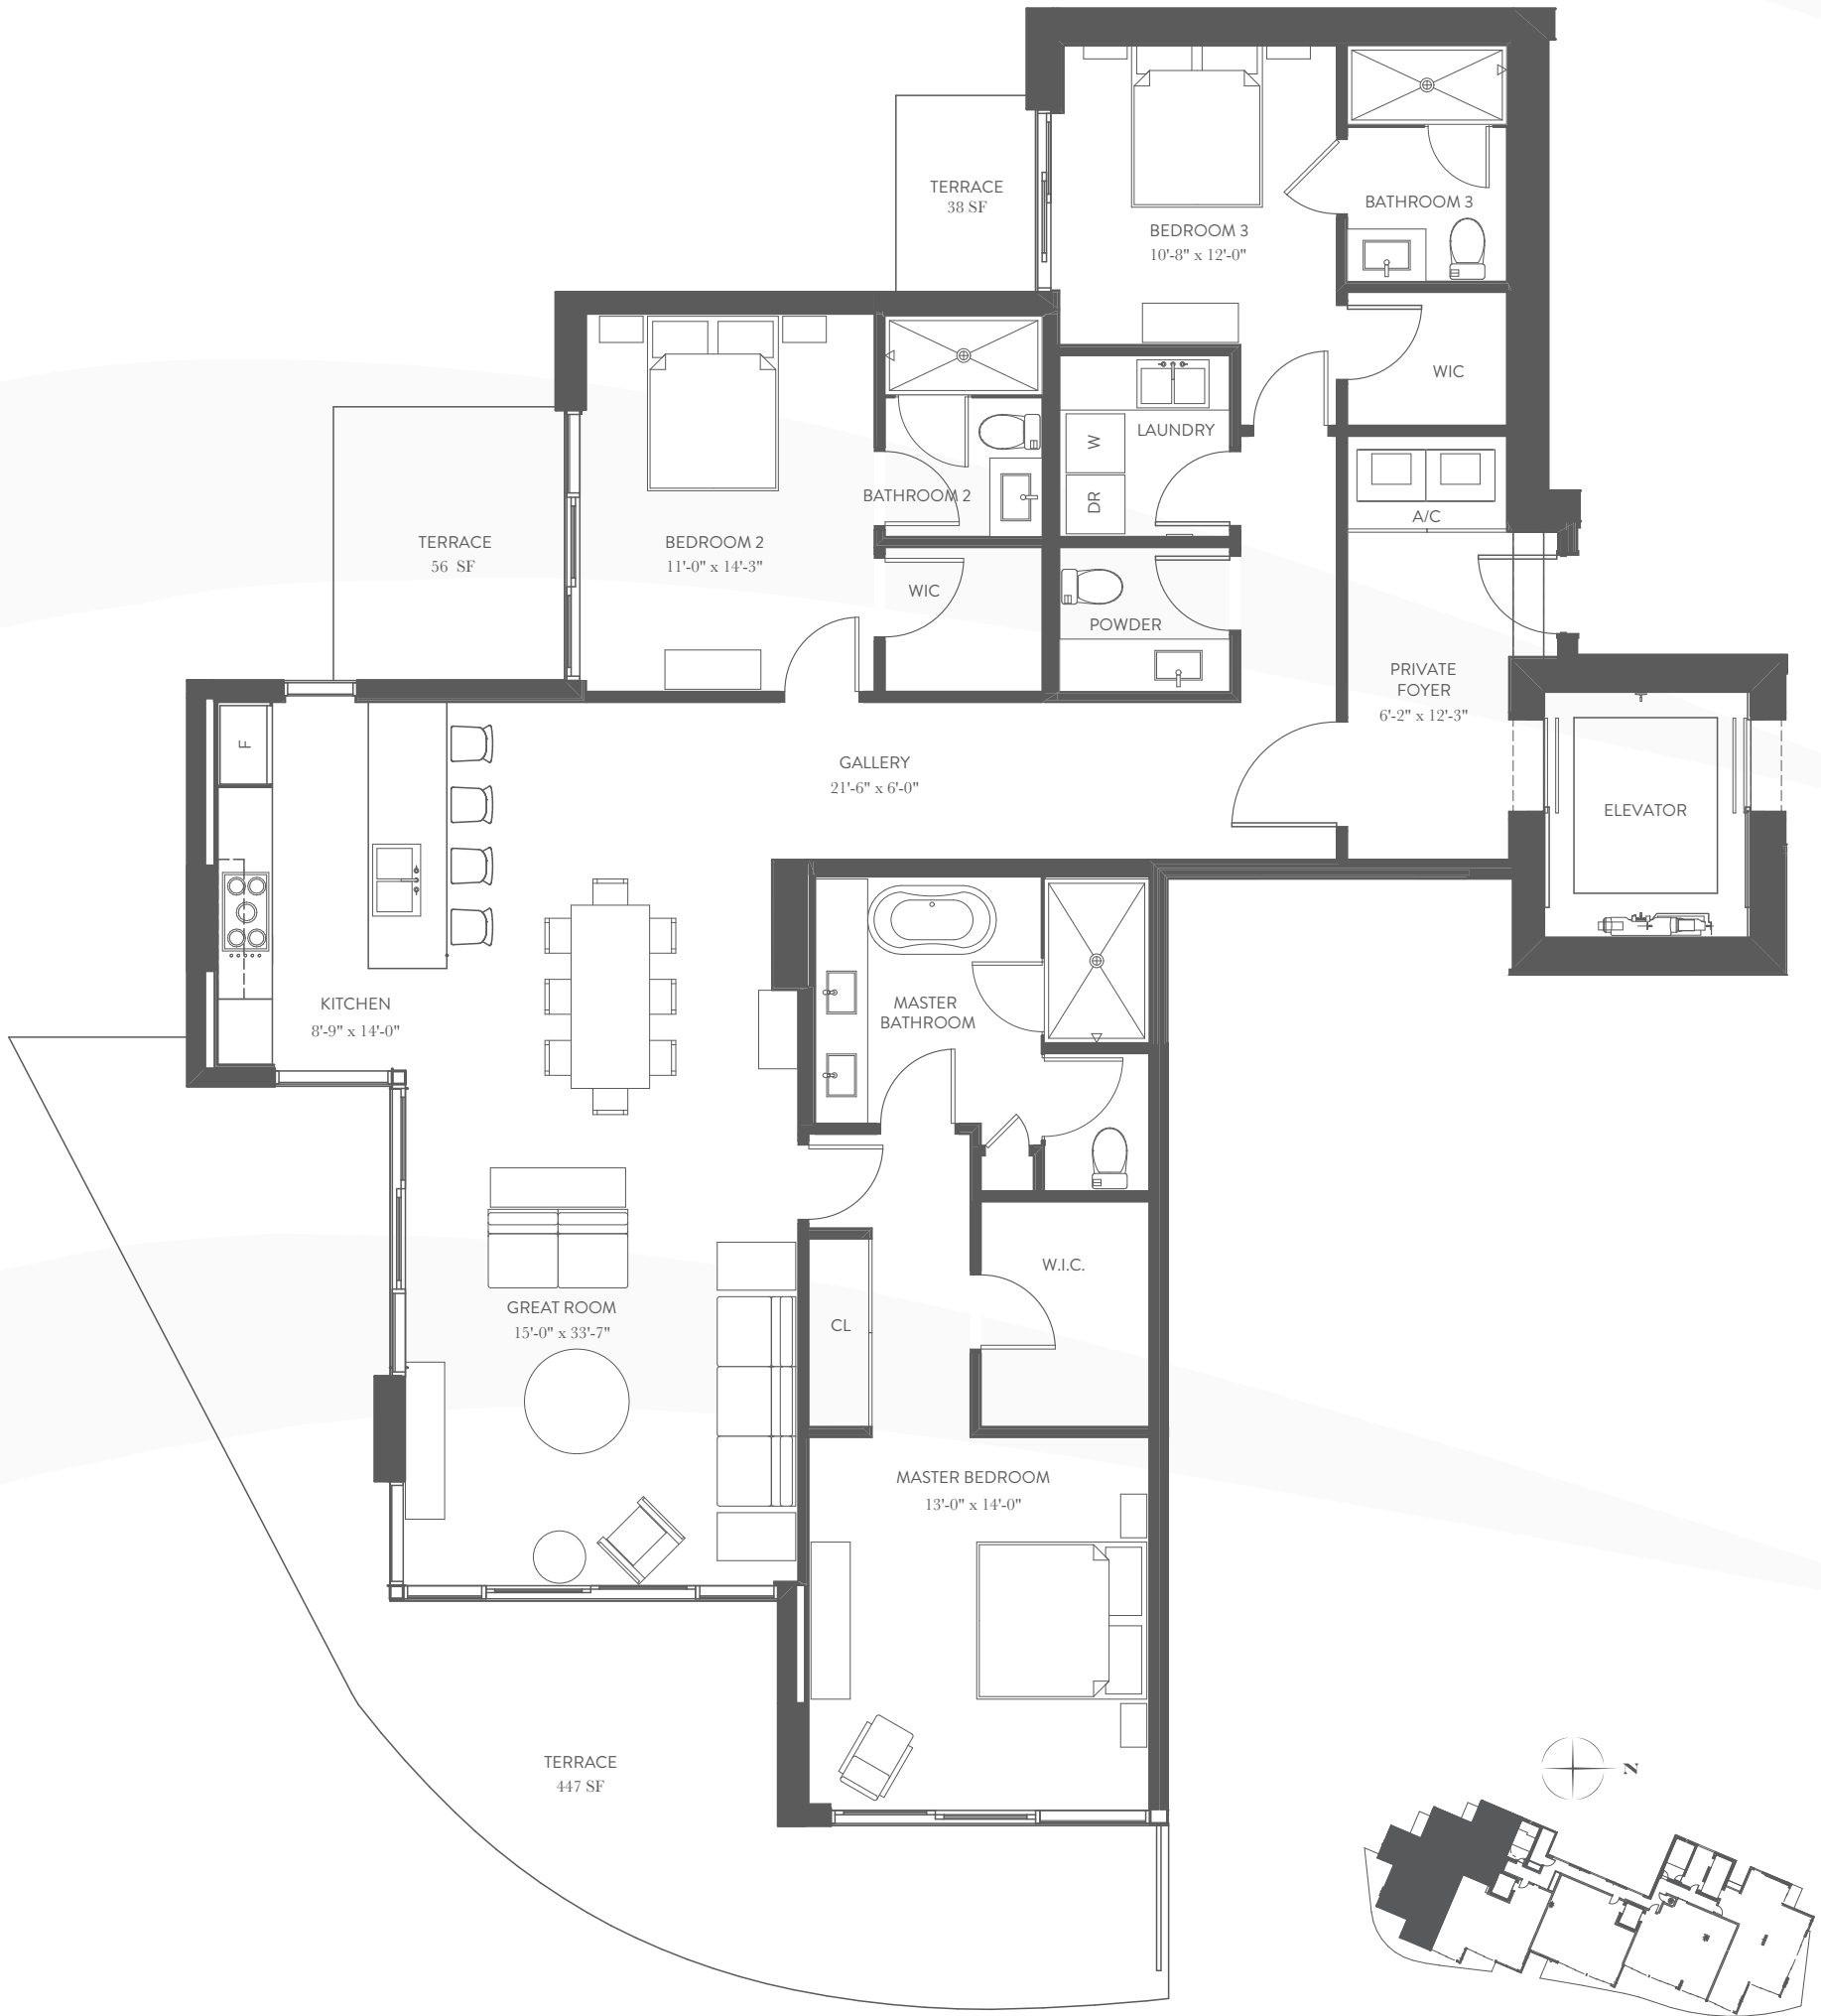 TERRACE
38 SF
BEDROOM 3
10'-8" x 12'-0"
BATHROOM 3
WIC
LAUNDRY
W
DR
A/C
BATHROOM 2
TERRACE
56 SF
BEDROOM 2
11'-0" x 14'-3"
WIC
POWDER
PRIVATE
FOYER
6'-2" x 12'-3"
F
GALLERY
21'-6" x 6'-0"
ELEVATOR
KITCHEN
8'-9" x 14'-0"
MASTER
BATHROOM
W.I.C.
GREAT ROOM
15'-0" x 33'-7"
CL
MASTER BEDROOM
13'-0" x 14'-0"
TERRACE
447 SF
N